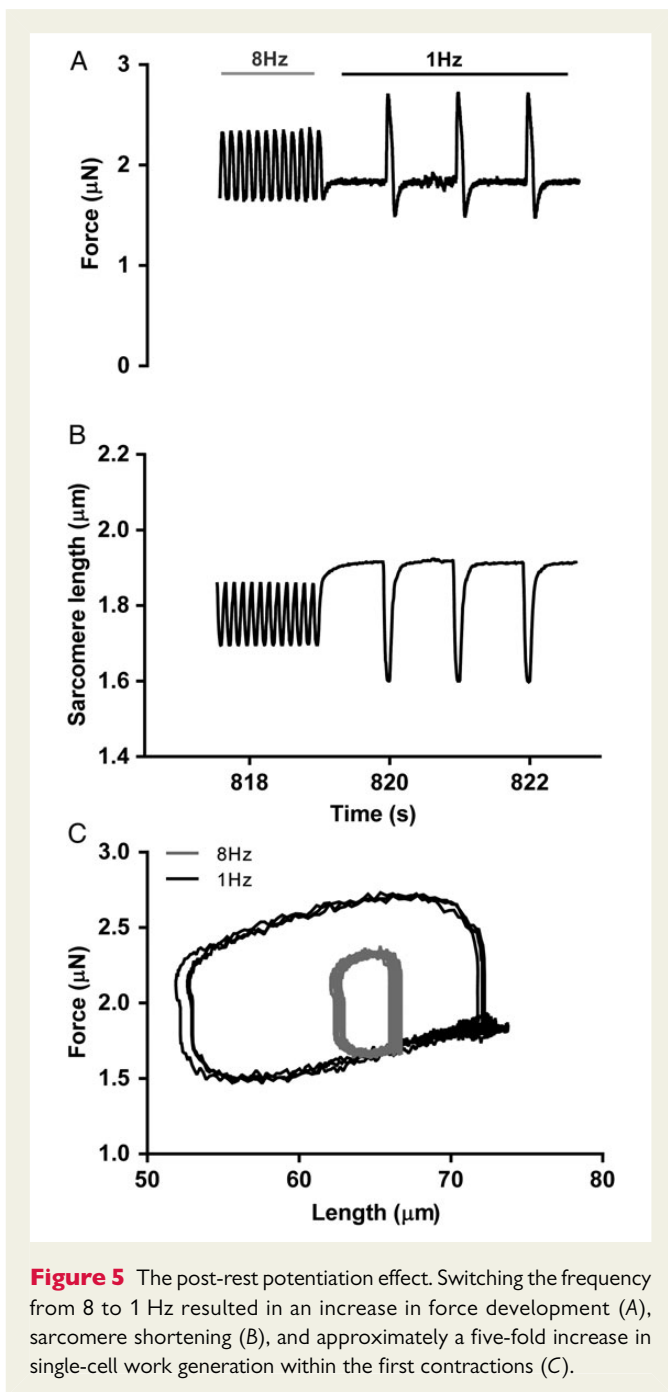 A
8Hz
1Hz
3
2
1
0
Force (μN)
B
2.2
2.0
1.8
1.6
1.4
Sarcomere length (μm)
818
820
822
Time (s)
C
8Hz
1Hz
3.0
2.5
2.0
1.5
1.0
Force (μN)
50
60
70
80
Length (μm)
Figure 5 The post-rest potentiation effect. Switching the frequency
from 8 to 1 Hz resulted in an increase in force development (A),
sarcomere shortening (B), and approximately a five-fold increase in
single-cell work generation within the first contractions (C).